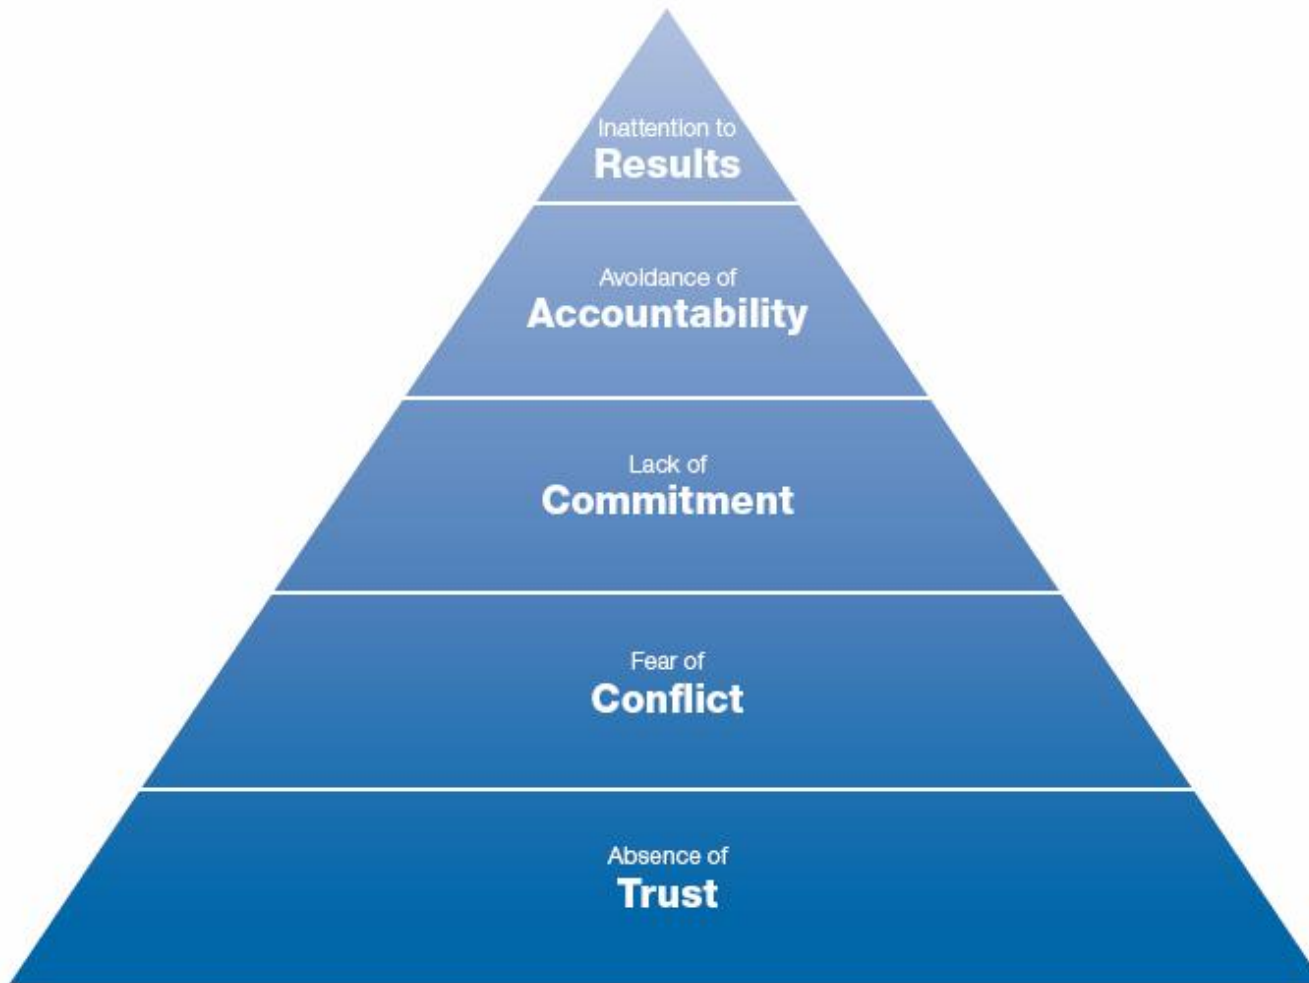 Inattention to
Results
Avoidance of
Accountability
Lack of
Commitment
Fear of
Conflict
Absence of
Trust